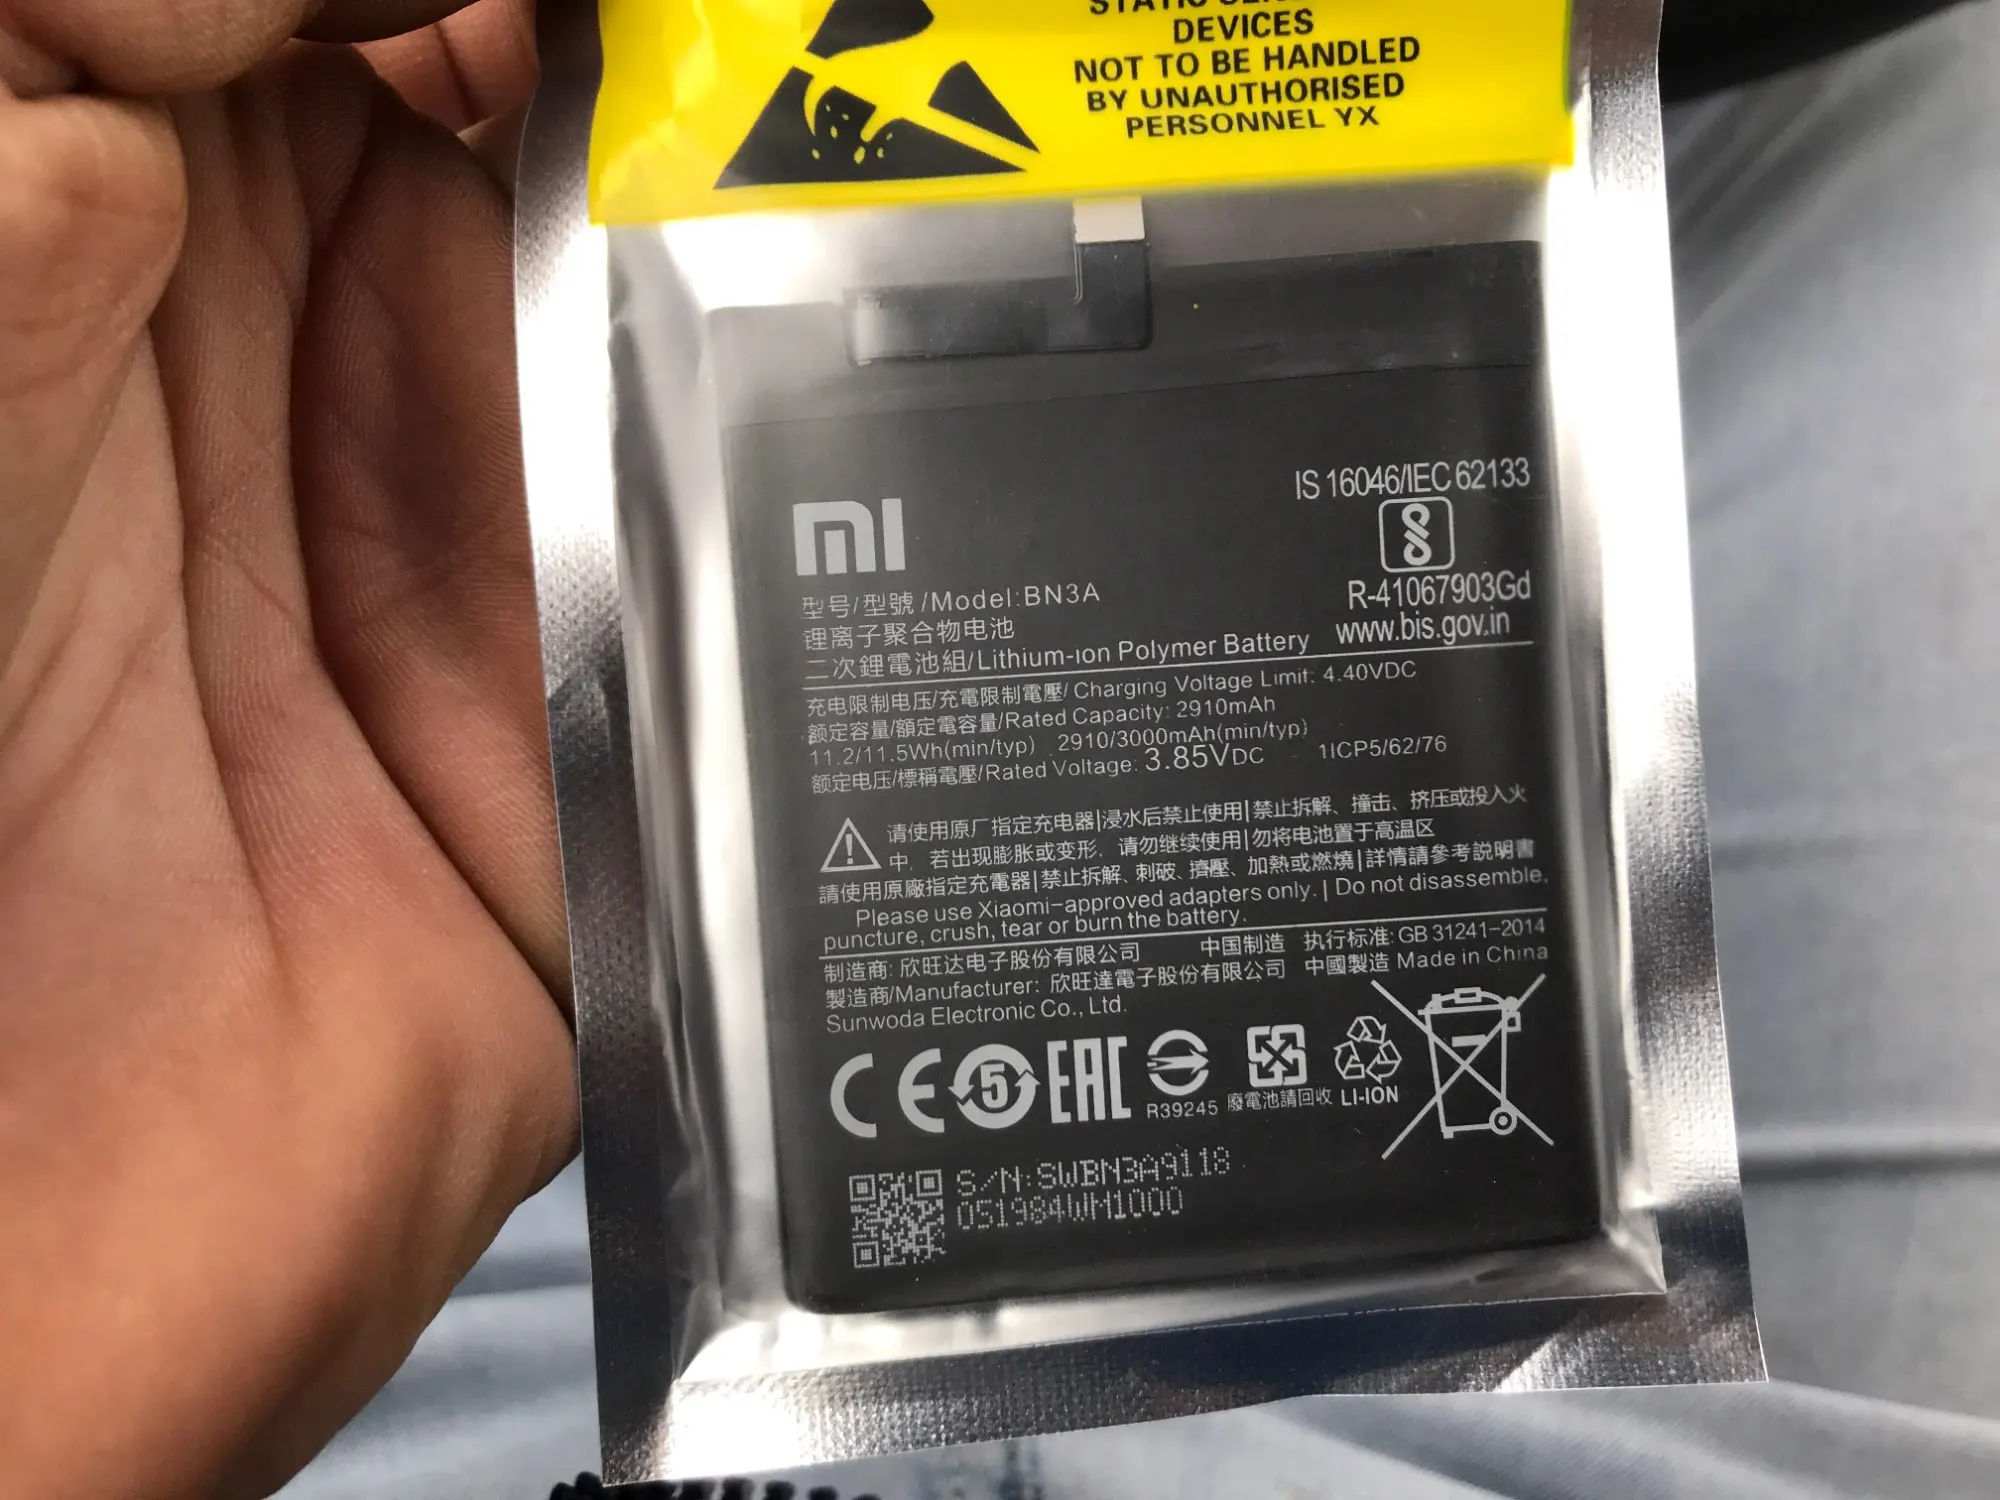 DEVICES
NOT TO BE HANDLED
BY UNAUTHORISED
PERSONNEL YX
IS 16046/IEC 62133
MI
R-41067903Gd
www.bis.gov.in
型号/型號/Model:BN3A
锂离子聚合物电池
二次鋰電池組/Lithium-ion Polymer Battery
充电限制电压/充電限制電壓/Charging Voltage Limit: 4.40VDC
额定容量/額定電容量/Rated Capacity: 2910mAh
11.2/11.5Wh(min/typ) 2910/3000mAh(min/typ)
额定电压/標稱電壓/Rated Voltage: 3.85VDC 1ICP5/62/76
请使用原厂指定充电器|浸水后禁止使用|禁止拆解、撞击、挤压或投入火
中，若出现膨胀或变形，请勿继续使用|勿将电池置于高温区
請使用原廠指定充電器|禁止拆解、刺破、擠壓、加熱或燃燒|詳情請參考説明書
Please use Xiaomi-approved adapters only. | Do not disassemble,
puncture, crush, tear or burn the battery.
制造商: 欣旺达电子股份有限公司 中国制造 执行标准: GB 31241-2014
製造商/Manufacturer: 欣旺達電子股份有限公司 中國製造 Made in China
Sunwoda Electronic Co., Ltd.
CE 5 EAC
R39245 廢電池請回收 LI-ION
S/N:SWBN3A9118
051984WM1000